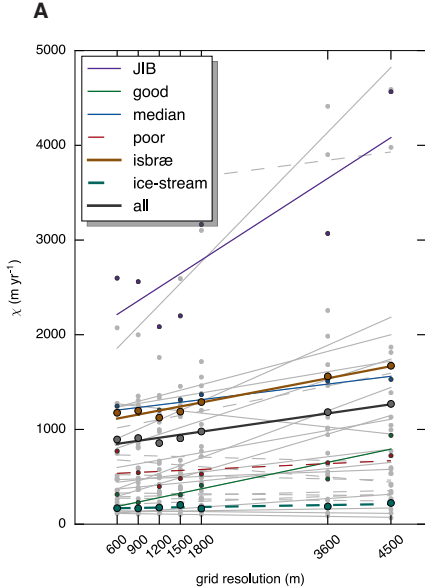 A
5000
4000
3000
2000
1000
0
χ (m yr⁻¹)
JIB
good
median
poor
isbræ
ice-stream
all
600 900 1200 1500 1800 3600 4500
grid resolution (m)